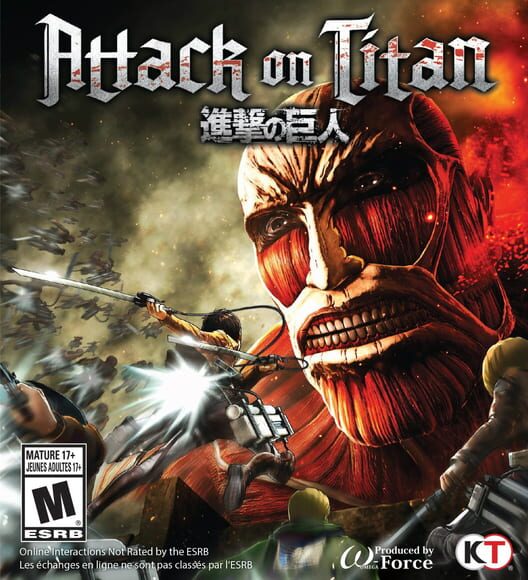 Attack on Titan
進撃の巨人
MATURE 17+
JEUNES ADULTES 17+
M
®
ESRB
Online Interactions Not Rated by the ESRB
Les échanges en ligne ne sont pas classés par l'ESRB
ω Produced by
OMEGA Force
KT